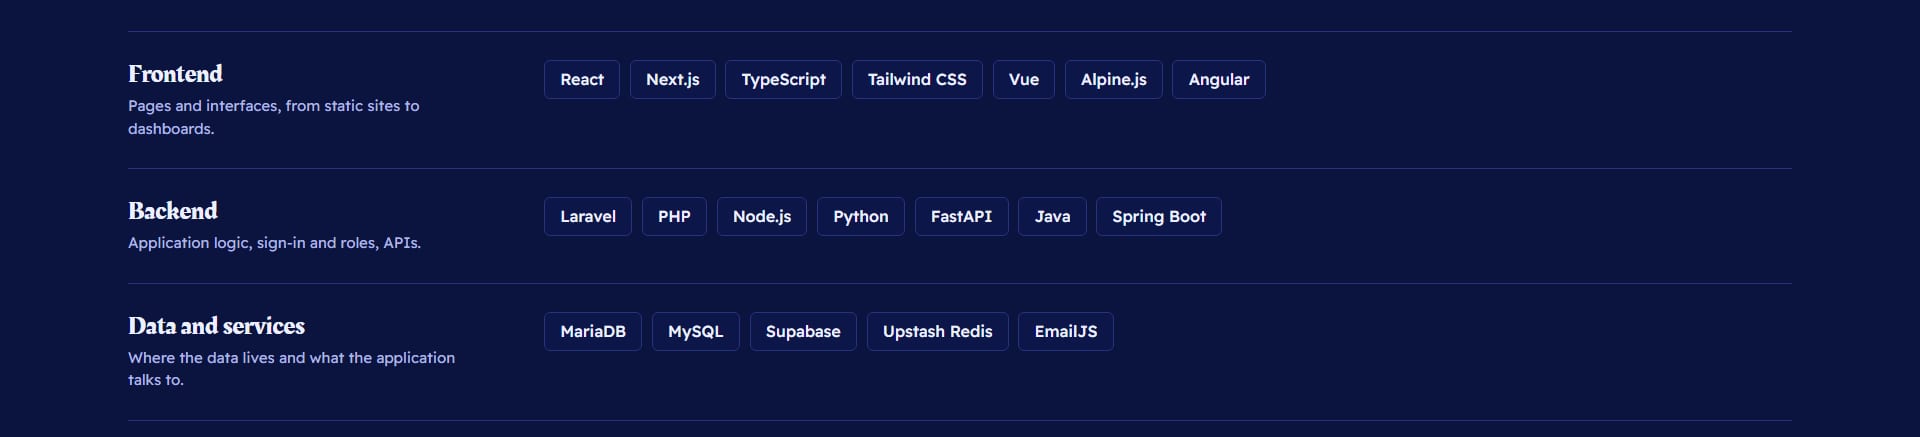 Frontend
Pages and interfaces, from static sites to
dashboards.
React
Next.js
TypeScript
Tailwind CSS
Vue
Alpine.js
Angular
Backend
Application logic, sign-in and roles, APIs.
Laravel
PHP
Node.js
Python
FastAPI
Java
Spring Boot
Data and services
Where the data lives and what the application
talks to.
MariaDB
MySQL
Supabase
Upstash Redis
EmailJS